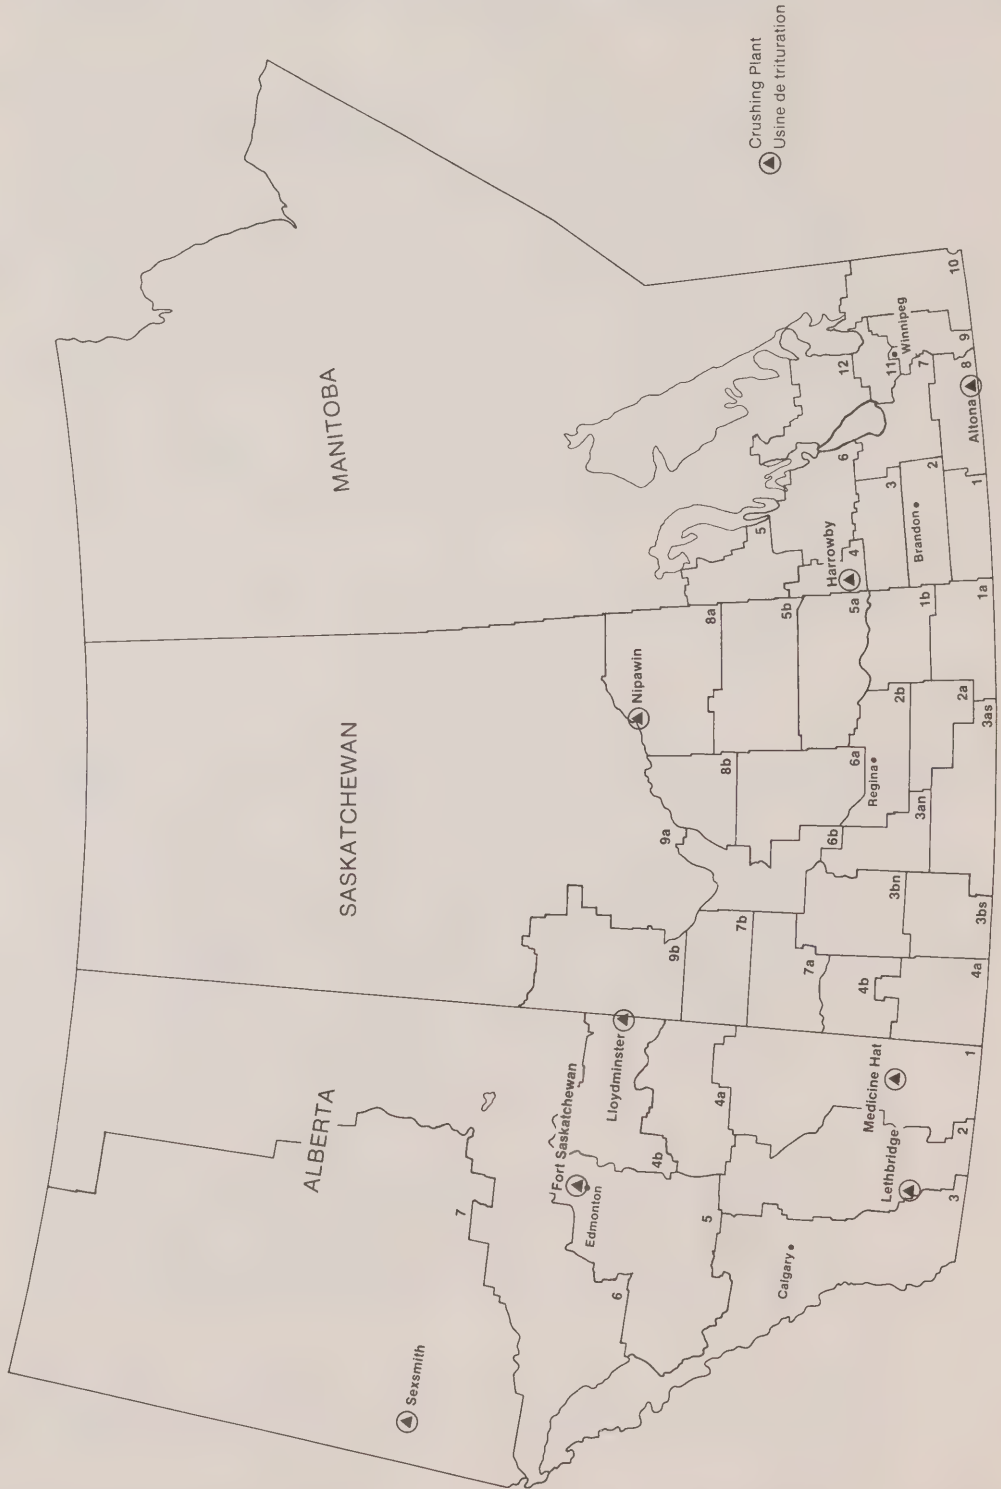 ALBERTA
SASKATCHEWAN
MANITOBA
Crushing Plant
Usine de trituration
Sexsmith
7
Fort Saskatchewan
Edmonton
6
Lloydminster
4b
5
4a
Calgary
Medicine Hat
Lethbridge
3
2
1
9b
9a
Nipawin
8b
8a
7b
7a
6b
6a
5b
5a
4b
4a
3bn
3bs
3an
3as
Regina
2b
2a
1b
1a
5
Harrowby
4
6
3
Brandon
2
1
12
11
Winnipeg
7
8
Altona
9
10